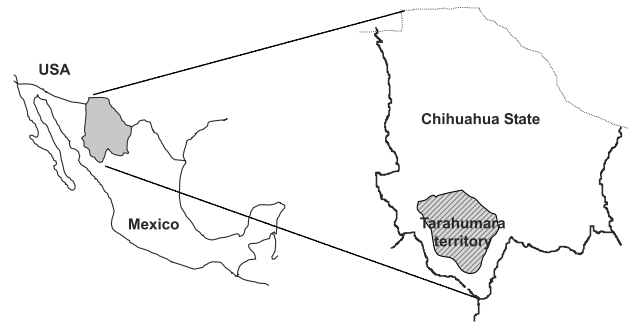 USA
Chihuahua State
Mexico
Tarahumara
territory